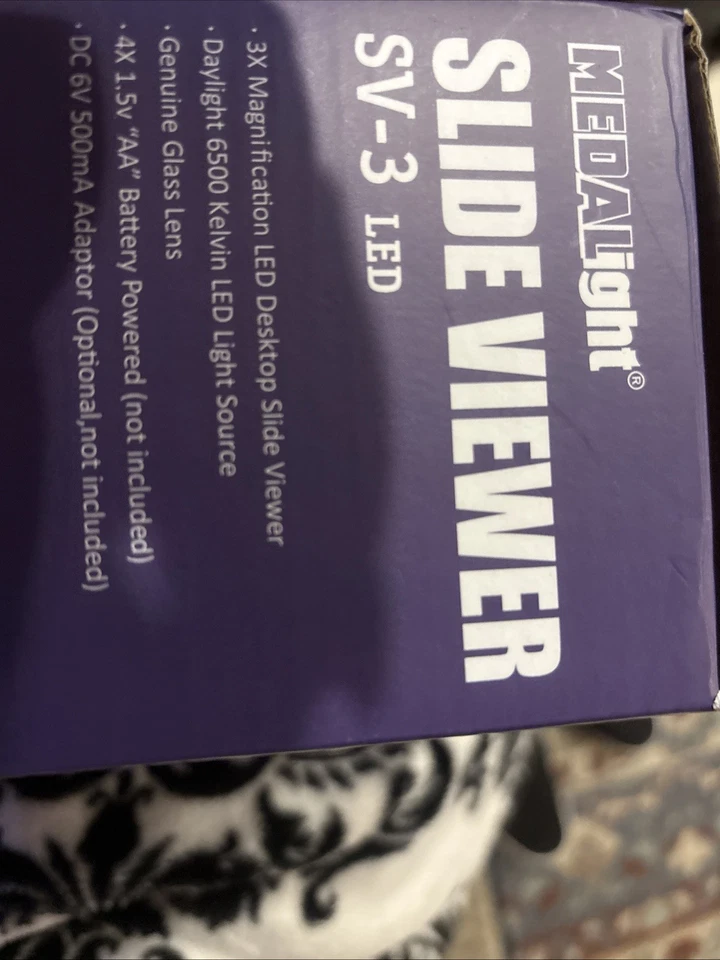 MEDALight®
SLIDE VIEWER
SV-3 LED
· 3X Magnification LED Desktop Slide Viewer
· Daylight 6500 Kelvin LED Light Source
· Genuine Glass Lens
· 4X 1.5v “AA” Battery Powered (not included)
· DC 6V 500mA Adaptor (Optional,not included)